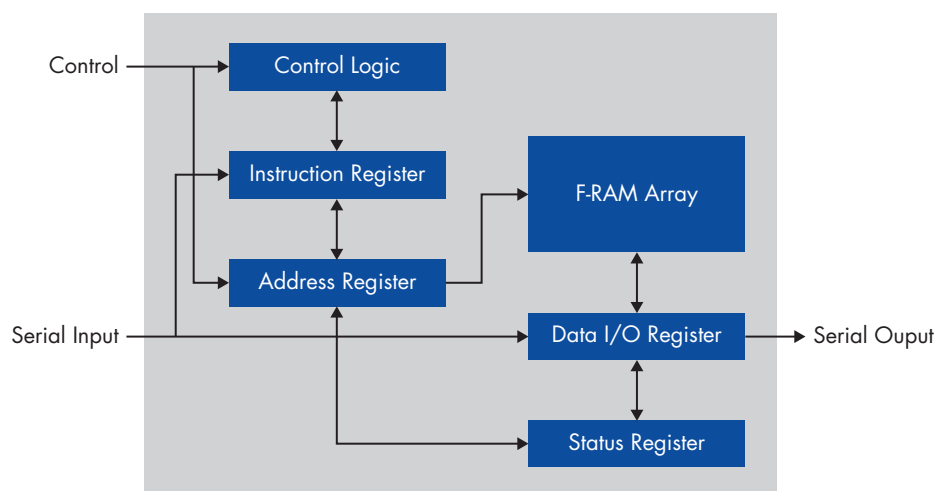 Control
Control Logic
Instruction Register
F-RAM Array
Address Register
Serial Input
Data I/O Register
Serial Ouput
Status Register